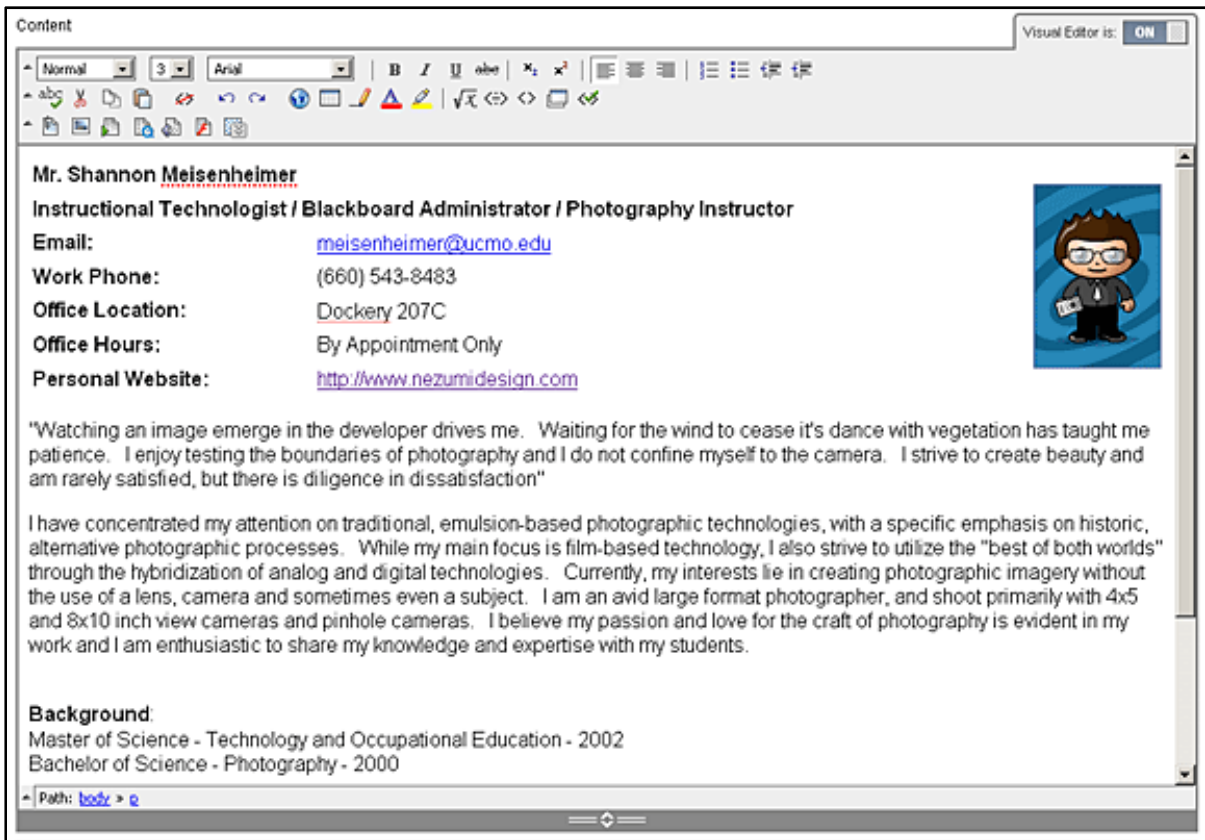 Content
Visual Editor is: ON
Normal 3 Arial B I U abc X₂ X²
abc √x
Mr. Shannon Meisenheimer
Instructional Technologist / Blackboard Administrator / Photography Instructor
Email: meisenheimer@ucmo.edu
Work Phone: (660) 543-8483
Office Location: Dockery 207C
Office Hours: By Appointment Only
Personal Website: http://www.nezumidesign.com
"Watching an image emerge in the developer drives me. Waiting for the wind to cease it's dance with vegetation has taught me
patience. I enjoy testing the boundaries of photography and I do not confine myself to the camera. I strive to create beauty and
am rarely satisfied, but there is diligence in dissatisfaction"
I have concentrated my attention on traditional, emulsion-based photographic technologies, with a specific emphasis on historic,
alternative photographic processes. While my main focus is film-based technology, I also strive to utilize the "best of both worlds"
through the hybridization of analog and digital technologies. Currently, my interests lie in creating photographic imagery without
the use of a lens, camera and sometimes even a subject. I am an avid large format photographer, and shoot primarily with 4x5
and 8x10 inch view cameras and pinhole cameras. I believe my passion and love for the craft of photography is evident in my
work and I am enthusiastic to share my knowledge and expertise with my students.
Background:
Master of Science - Technology and Occupational Education - 2002
Bachelor of Science - Photography - 2000
Path: body » p